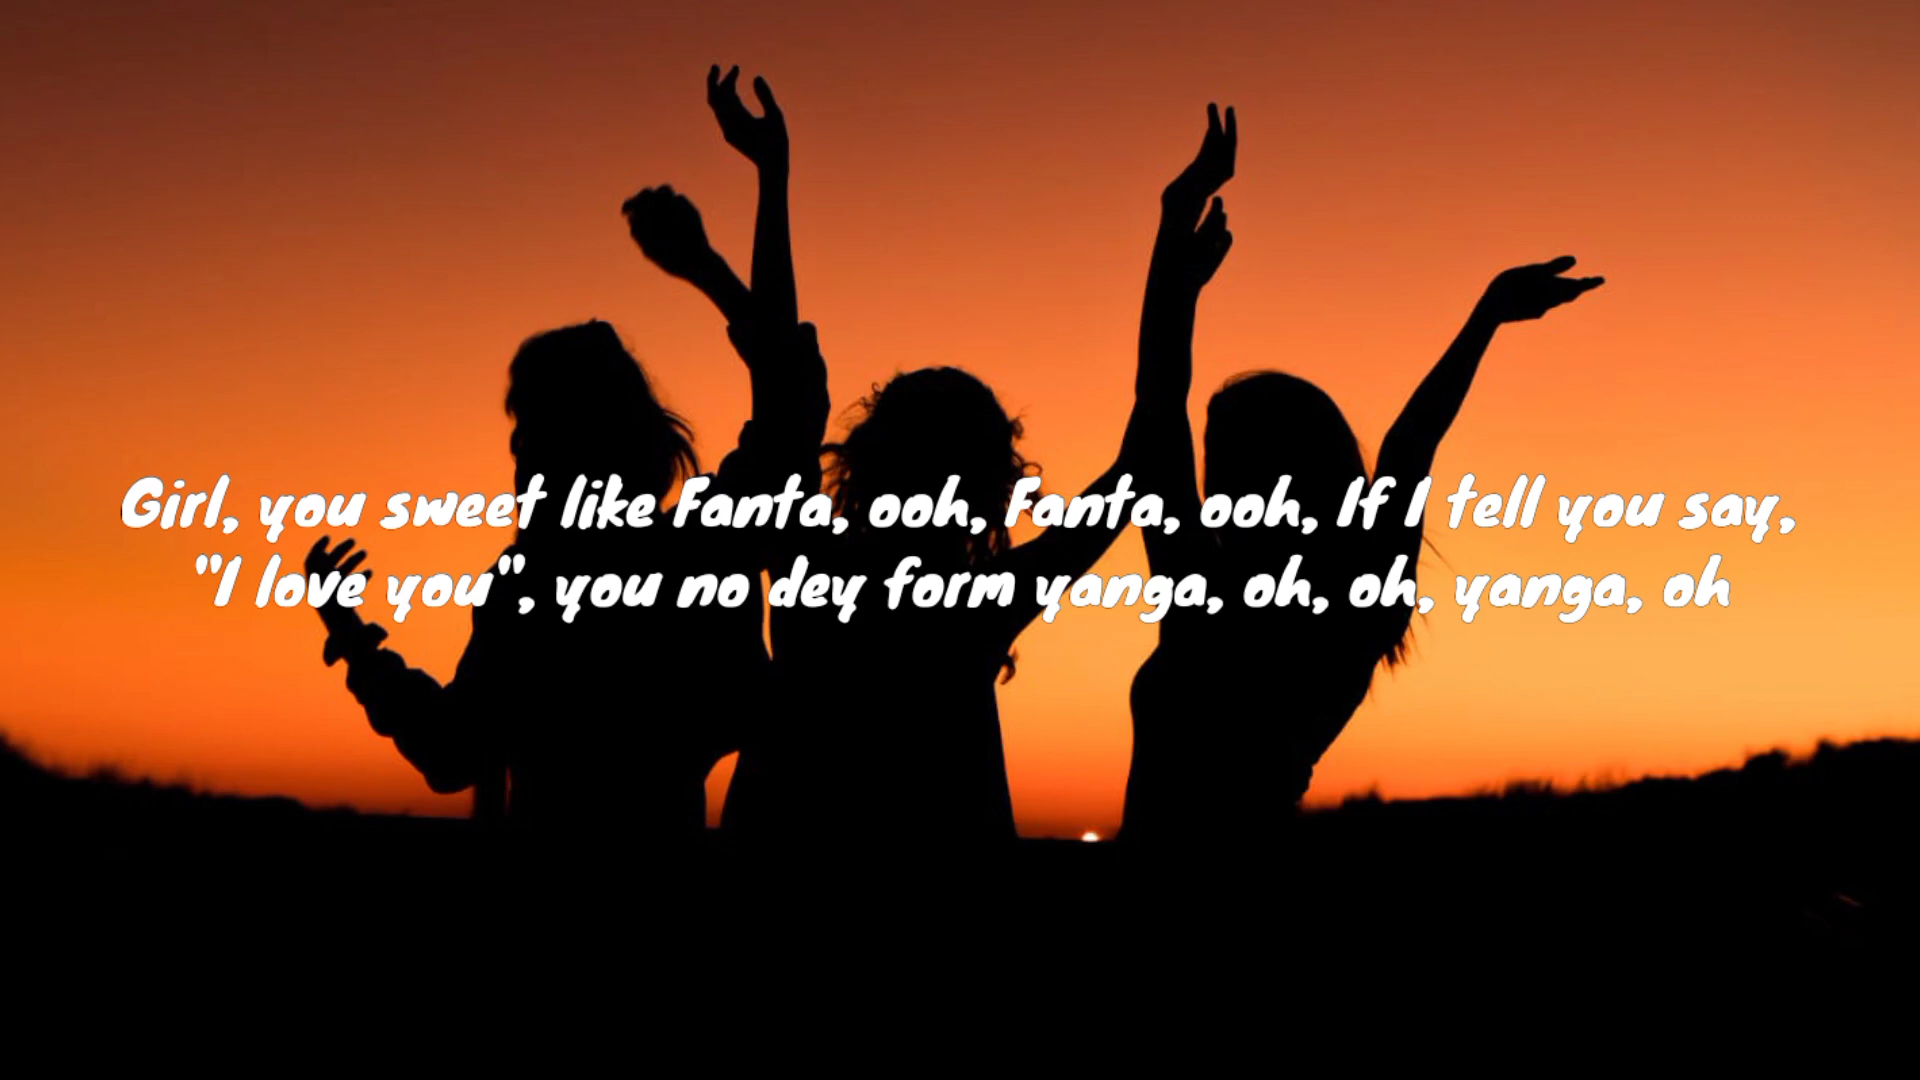 Girl, you sweet like Fanta, ooh, Fanta, ooh, If I tell you say,
"I love you", you no dey form yanga, oh, oh, yanga, oh